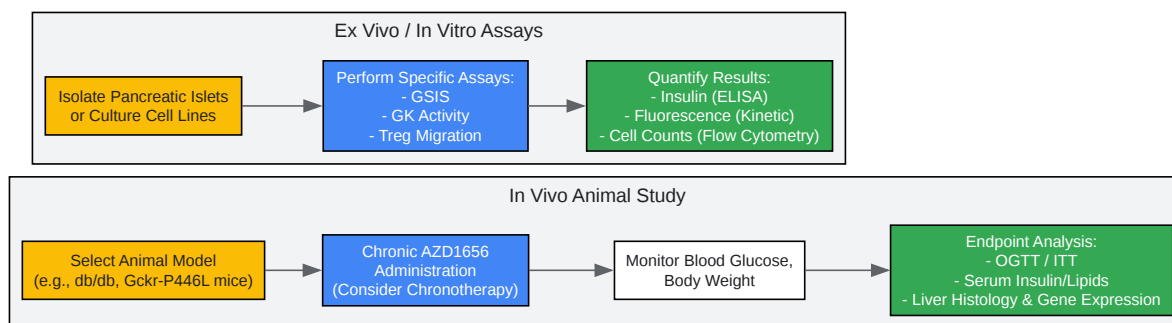 Ex Vivo / In Vitro Assays
Isolate Pancreatic Islets
or Culture Cell Lines
Perform Specific Assays:
- GSIS
- GK Activity
- Treg Migration
Quantify Results:
- Insulin (ELISA)
- Fluorescence (Kinetic)
- Cell Counts (Flow Cytometry)
In Vivo Animal Study
Select Animal Model
(e.g., db/db, Gckr-P446L mice)
Chronic AZD1656
Administration
(Consider Chronotherapy)
Monitor Blood Glucose,
Body Weight
Endpoint Analysis:
- OGTT / ITT
- Serum Insulin/Lipids
- Liver Histology & Gene Expression